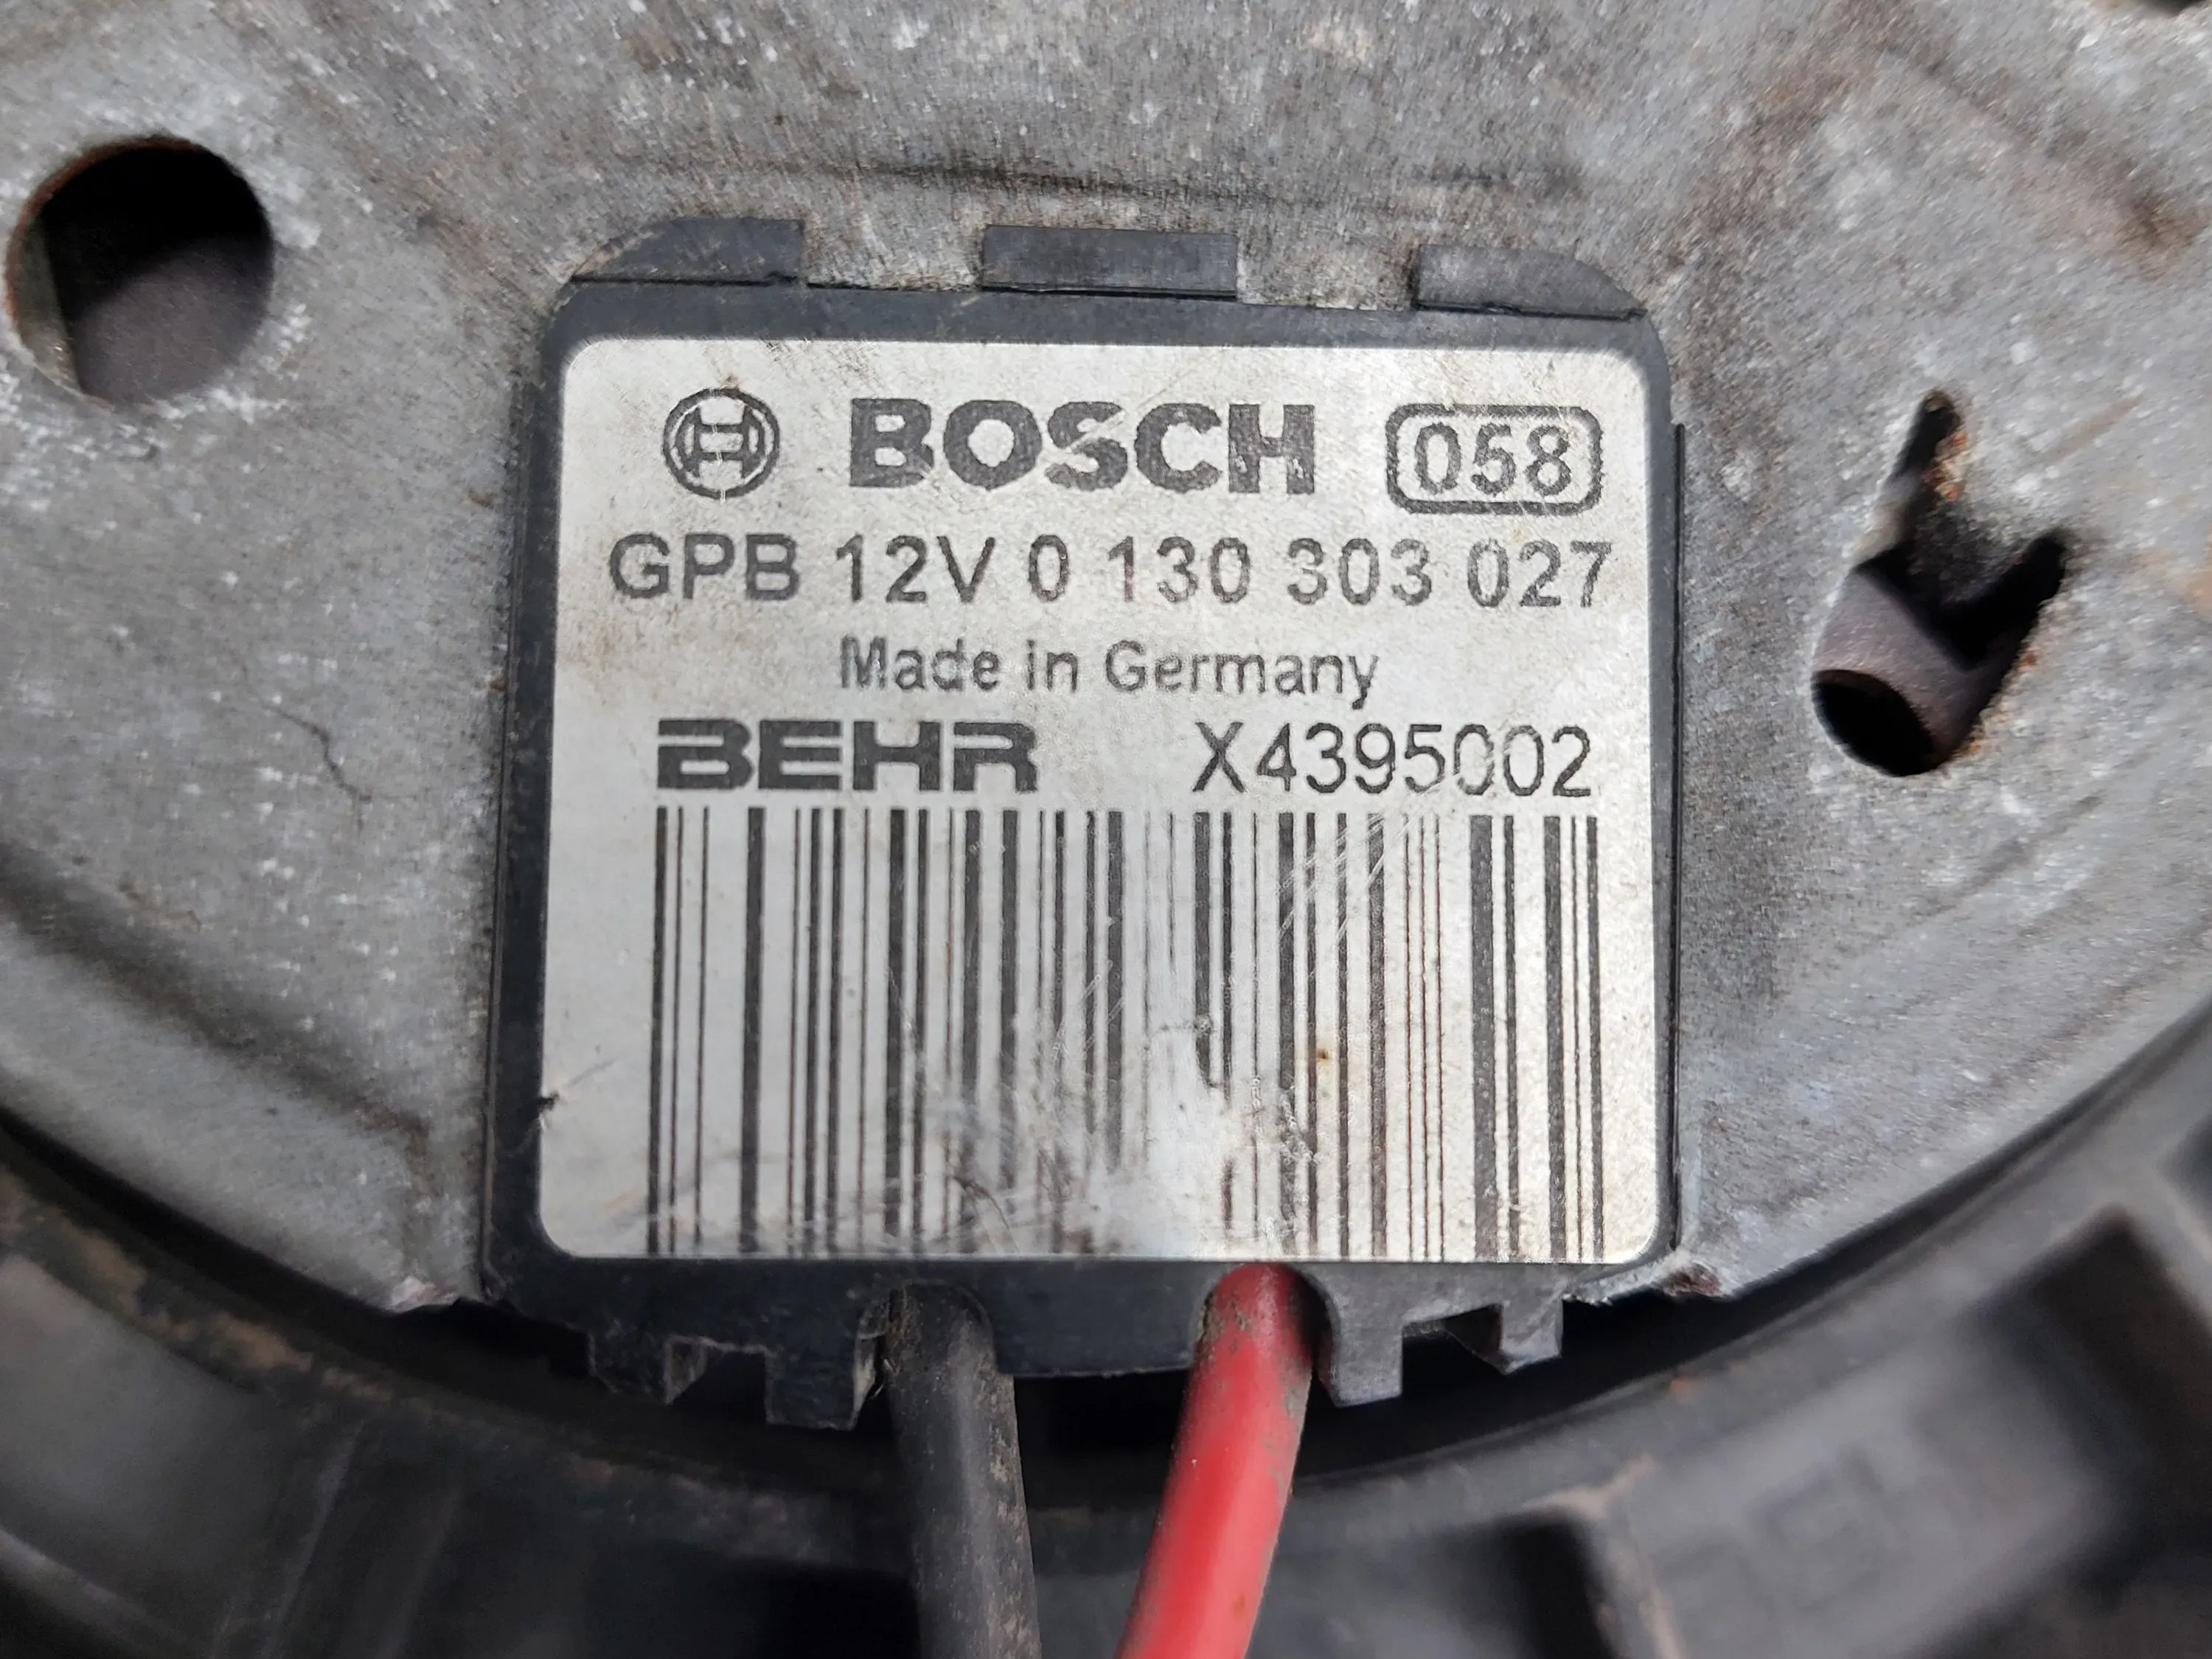 BOSCH 058
GPB 12V 0 130 303 027
Made in Germany
BEHR X4395002